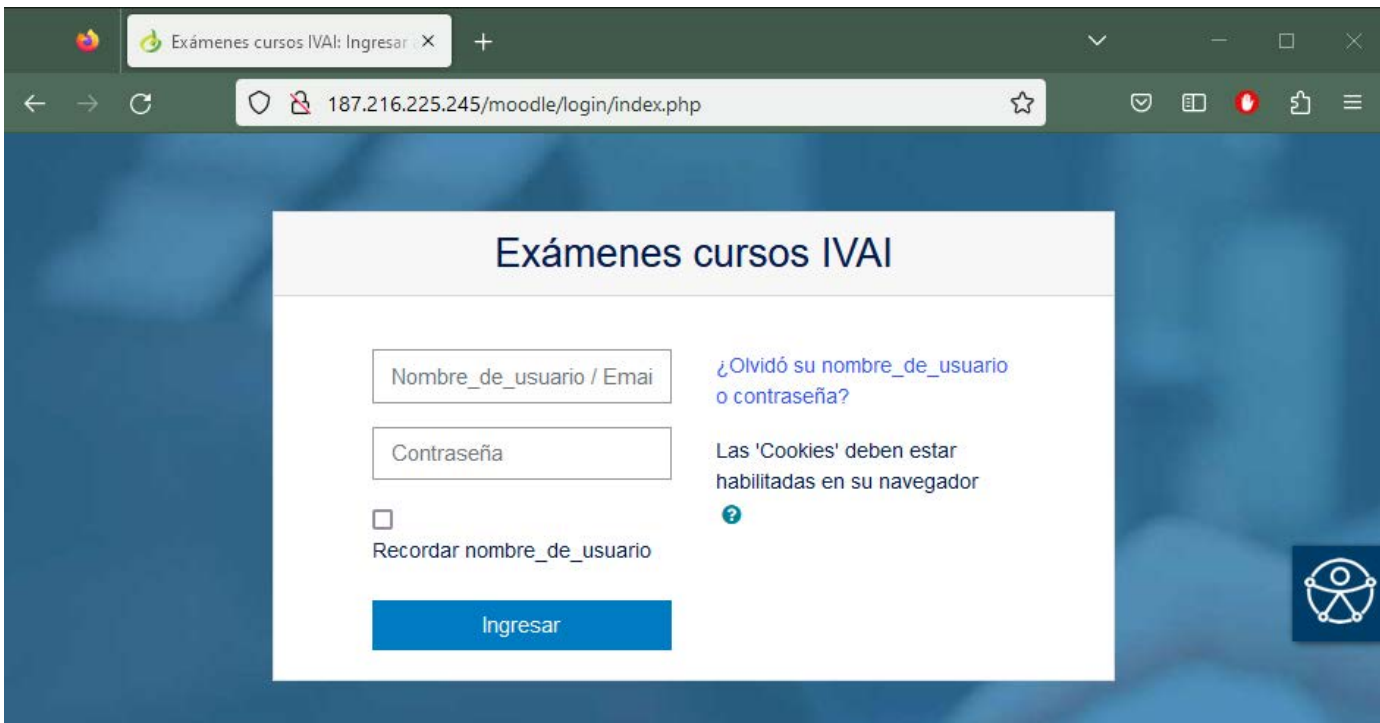 Exámenes cursos IVAI: Ingresar
187.216.225.245/moodle/login/index.php
Exámenes cursos IVAI
Nombre_de_usuario / Emai
Contraseña
Recordar nombre_de_usuario
Ingresar
¿Olvidó su nombre_de_usuario
o contraseña?
Las 'Cookies' deben estar
habilitadas en su navegador